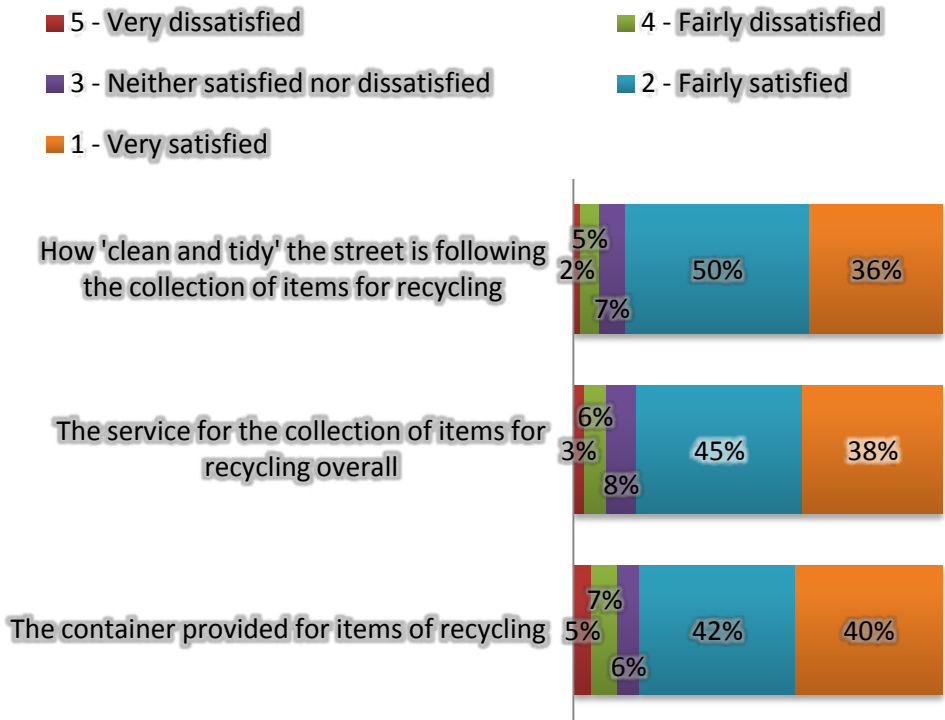 5 - Very dissatisfied
4 - Fairly dissatisfied
3 - Neither satisfied nor dissatisfied
2 - Fairly satisfied
1 - Very satisfied
How 'clean and tidy' the street is following
the collection of items for recycling
5%
2%
50%
36%
7%
The service for the collection of items for
recycling overall
6%
3%
45%
38%
8%
The container provided for items of recycling
7%
5%
42%
40%
6%